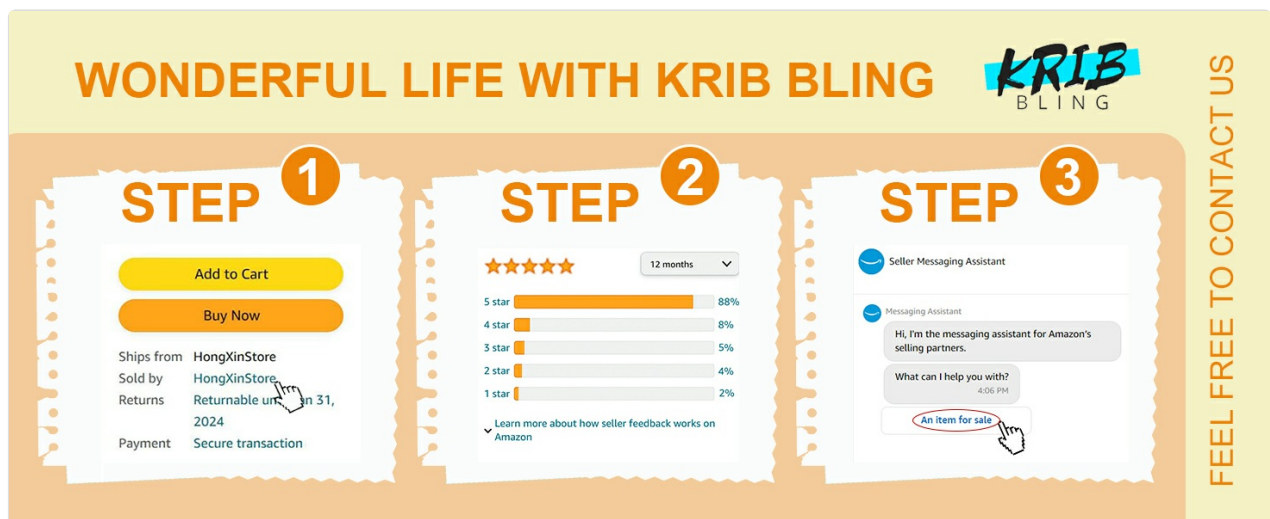 WONDERFUL LIFE WITH KRIB BLING
KRIB
BLING
FEEL FREE TO CONTACT US
STEP 1
Add to Cart
Buy Now
Ships from HongXinStore
Sold by HongXinStore
Returns Returnable 31,
2024
Payment Secure transaction
STEP 2
12 months
5 star 88%
4 star 8%
3 star 5%
2 star 4%
1 star 2%
Learn more about how seller feedback works on
Amazon
STEP 3
Seller Messaging Assistant
Messaging Assistant
Hi, I'm the messaging assistant for Amazon's
selling partners.
What can I help you with?
4:06 PM
An item for sale